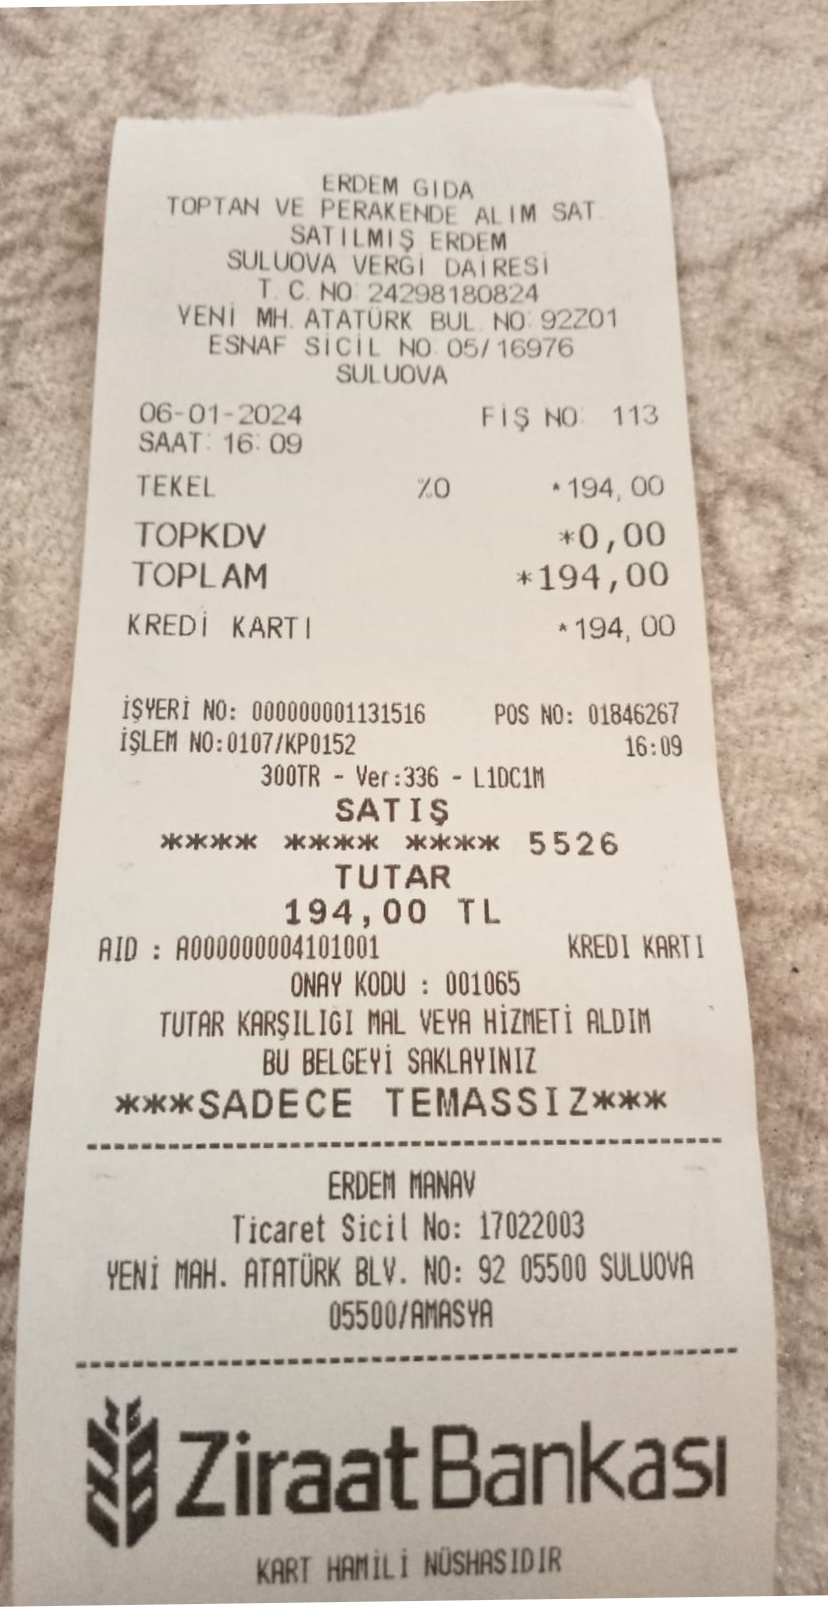 ERDEM GIDA
TOPTAN VE PERAKENDE ALIM SAT.
SATILMIŞ ERDEM
SULUOVA VERGİ DAİRESİ
T.C.NO:24298180824
YENİ MH. ATATÜRK BUL. NO:92Z01
ESNAF SİCİL NO:05/16976
SULUOVA
06-01-2024 FİŞ NO: 113
SAAT: 16:09
TEKEL %0 *194,00
TOPKDV *0,00
TOPLAM *194,00
KREDİ KARTI *194,00
İŞYERİ NO: 000000001131516 POS NO: 01846267
İŞLEM NO:0107/KP0152 16:09
300TR - Ver:336 - L1DC1M
SATIŞ
**** **** **** 5526
TUTAR
194,00 TL
AID : A000000004101001 KREDI KARTI
ONAY KODU : 001065
TUTAR KARŞILIĞI MAL VEYA HİZMETİ ALDIM
BU BELGEYİ SAKLAYINIZ
***SADECE TEMASSIZ***
ERDEM MANAV
Ticaret Sicil No: 17022003
YENİ MAH. ATATÜRK BLV. NO: 92 05500 SULUOVA
05500/AMASYA
Ziraat Bankası
KART HAMİLİ NÜSHASIDIR